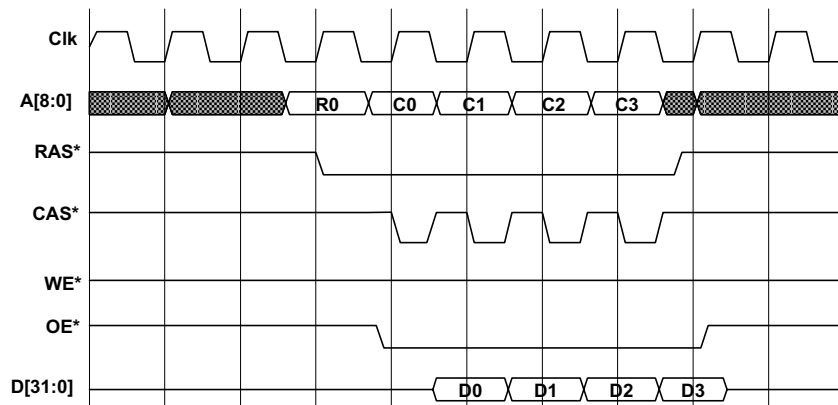 Clk
A[8:0] R0 C0 C1 C2 C3
RAS*
CAS*
WE*
OE*
D[31:0] D0 D1 D2 D3